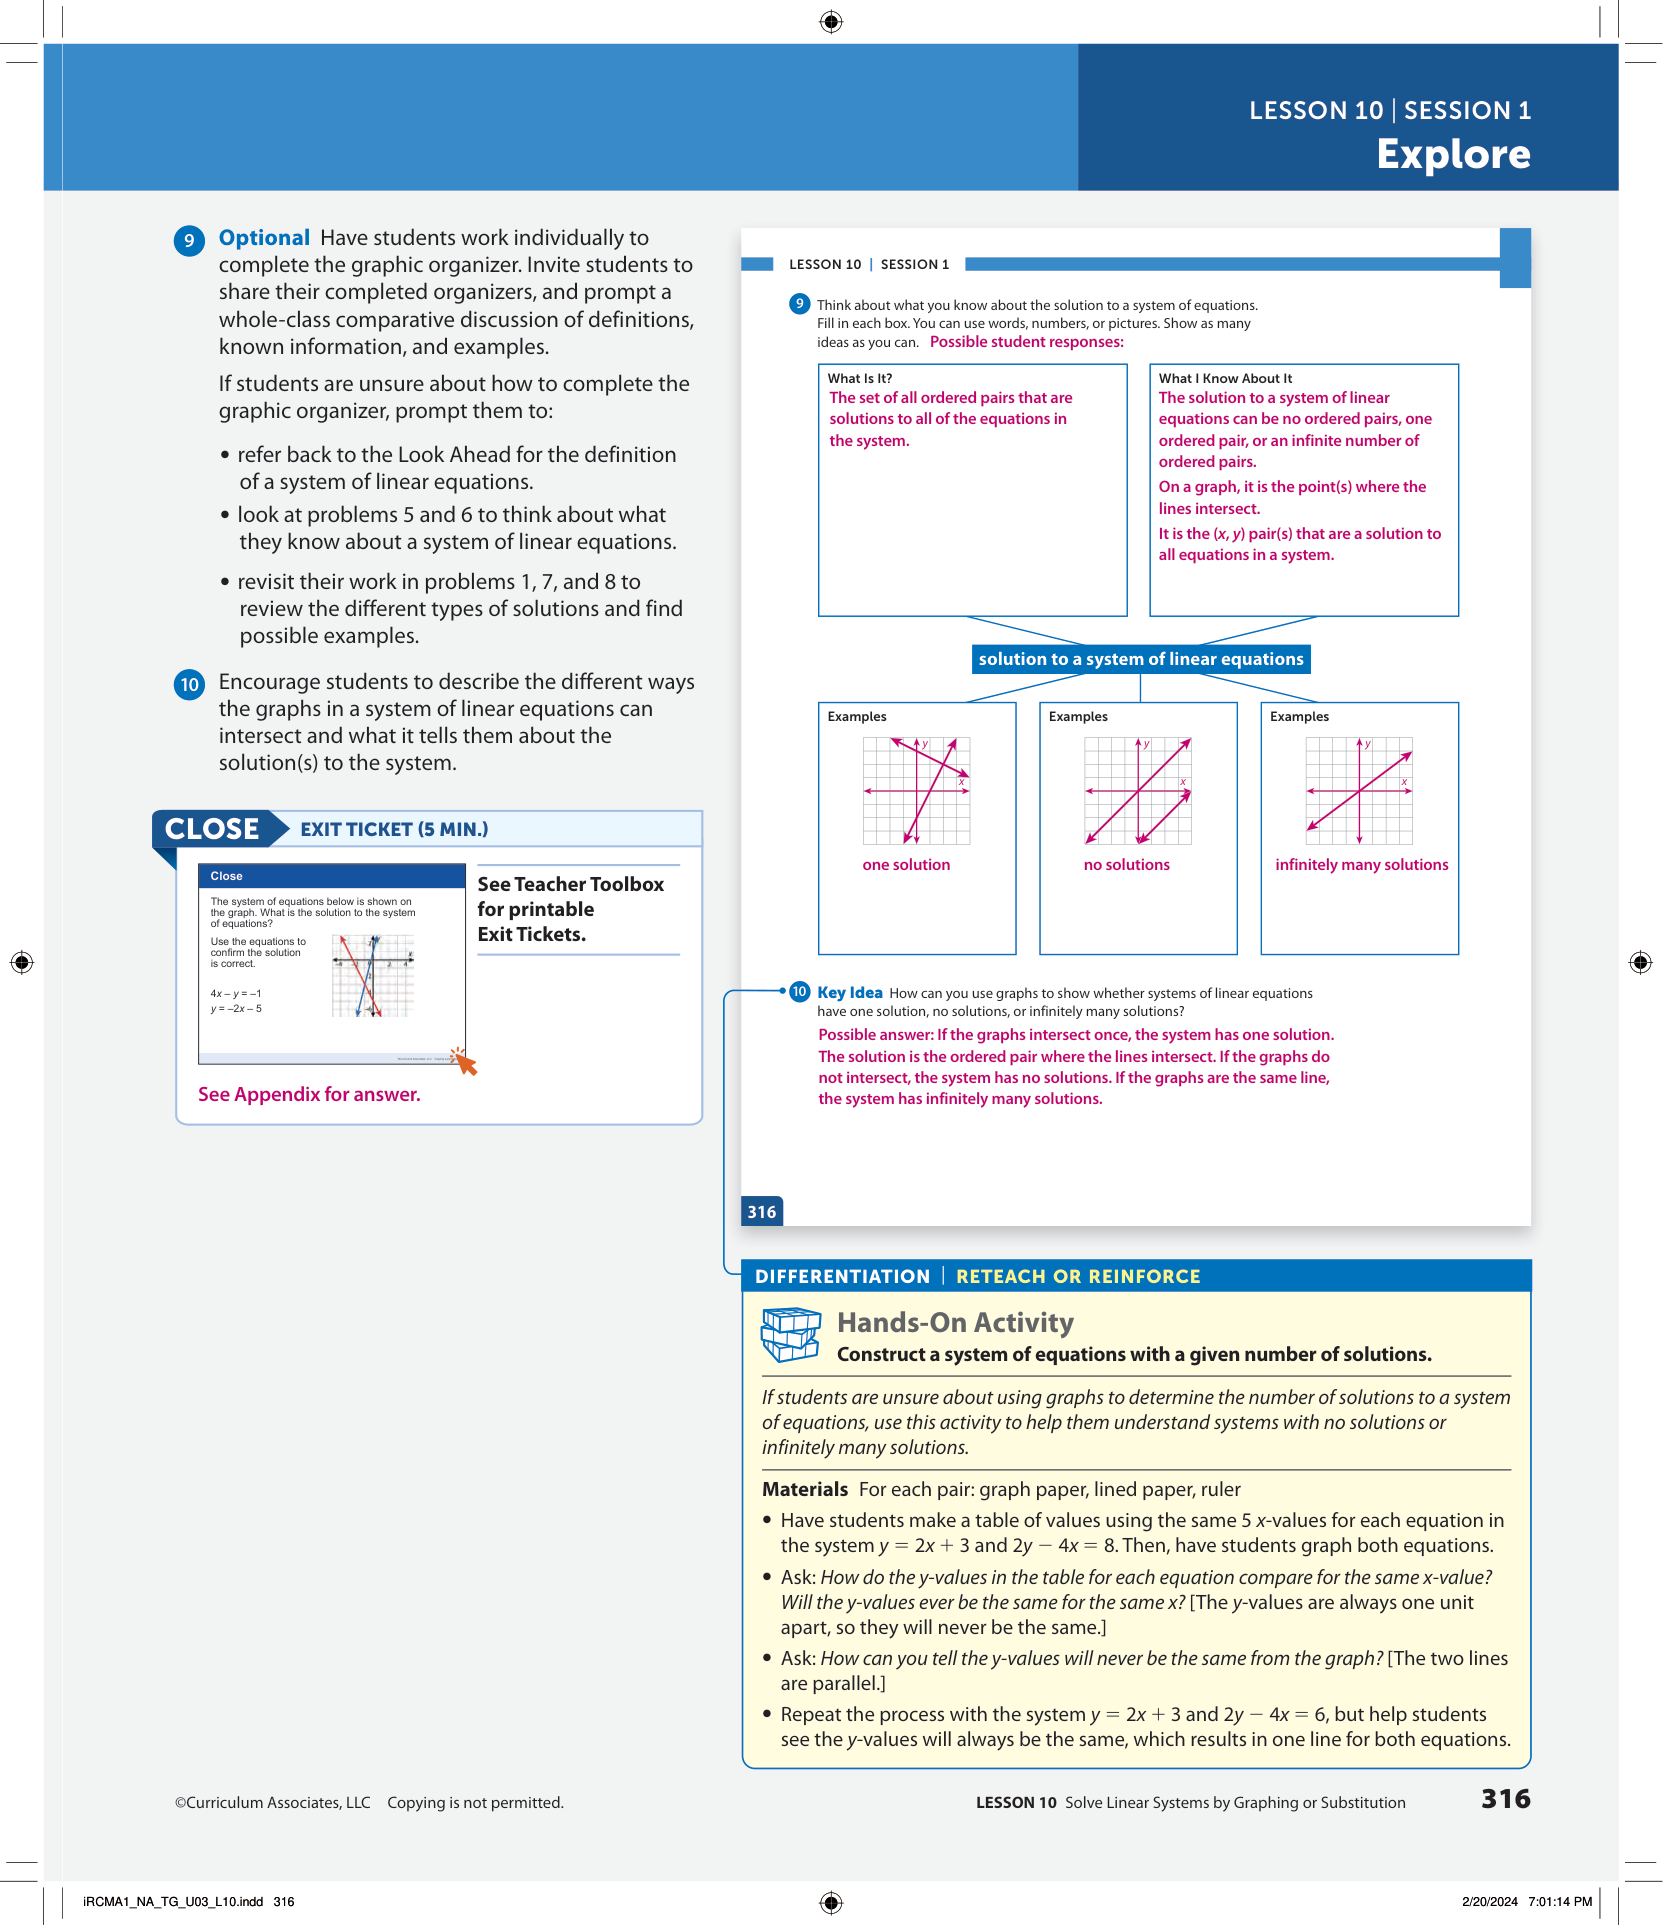 LESSON 10 | SESSION 1
Explore
9 Optional Have students work individually to
complete the graphic organizer. Invite students to
share their completed organizers, and prompt a
whole-class comparative discussion of definitions,
known information, and examples.
If students are unsure about how to complete the
graphic organizer, prompt them to:
• refer back to the Look Ahead for the definition
of a system of linear equations.
• look at problems 5 and 6 to think about what
they know about a system of linear equations.
• revisit their work in problems 1, 7, and 8 to
review the different types of solutions and find
possible examples.
10 Encourage students to describe the different ways
the graphs in a system of linear equations can
intersect and what it tells them about the
solution(s) to the system.
CLOSE EXIT TICKET (5 MIN.)
Close
The system of equations below is shown on
the graph. What is the solution to the system
of equations?
Use the equations to
confirm the solution
is correct.
4x – y = –1
y = –2x – 5
See Teacher Toolbox
for printable
Exit Tickets.
See Appendix for answer.
LESSON 10 | SESSION 1
9 Think about what you know about the solution to a system of equations.
Fill in each box. You can use words, numbers, or pictures. Show as many
ideas as you can. Possible student responses:
What Is It?
The set of all ordered pairs that are
solutions to all of the equations in
the system.
What I Know About It
The solution to a system of linear
equations can be no ordered pairs, one
ordered pair, or an infinite number of
ordered pairs.
On a graph, it is the point(s) where the
lines intersect.
It is the (x, y) pair(s) that are a solution to
all equations in a system.
solution to a system of linear equations
Examples
y
x
one solution
Examples
y
x
no solutions
Examples
y
x
infinitely many solutions
10 Key Idea How can you use graphs to show whether systems of linear equations
have one solution, no solutions, or infinitely many solutions?
Possible answer: If the graphs intersect once, the system has one solution.
The solution is the ordered pair where the lines intersect. If the graphs do
not intersect, the system has no solutions. If the graphs are the same line,
the system has infinitely many solutions.
316
DIFFERENTIATION | RETEACH OR REINFORCE
Hands-On Activity
Construct a system of equations with a given number of solutions.
If students are unsure about using graphs to determine the number of solutions to a system
of equations, use this activity to help them understand systems with no solutions or
infinitely many solutions.
Materials For each pair: graph paper, lined paper, ruler
• Have students make a table of values using the same 5 x-values for each equation in
the system y = 2x + 3 and 2y − 4x = 8. Then, have students graph both equations.
• Ask: How do the y-values in the table for each equation compare for the same x-value?
Will the y-values ever be the same for the same x? [The y-values are always one unit
apart, so they will never be the same.]
• Ask: How can you tell the y-values will never be the same from the graph? [The two lines
are parallel.]
• Repeat the process with the system y = 2x + 3 and 2y − 4x = 6, but help students
see the y-values will always be the same, which results in one line for both equations.
©Curriculum Associates, LLC Copying is not permitted.
LESSON 10 Solve Linear Systems by Graphing or Substitution 316
iRCMA1_NA_TG_U03_L10.indd 316
2/20/2024 7:01:14 PM